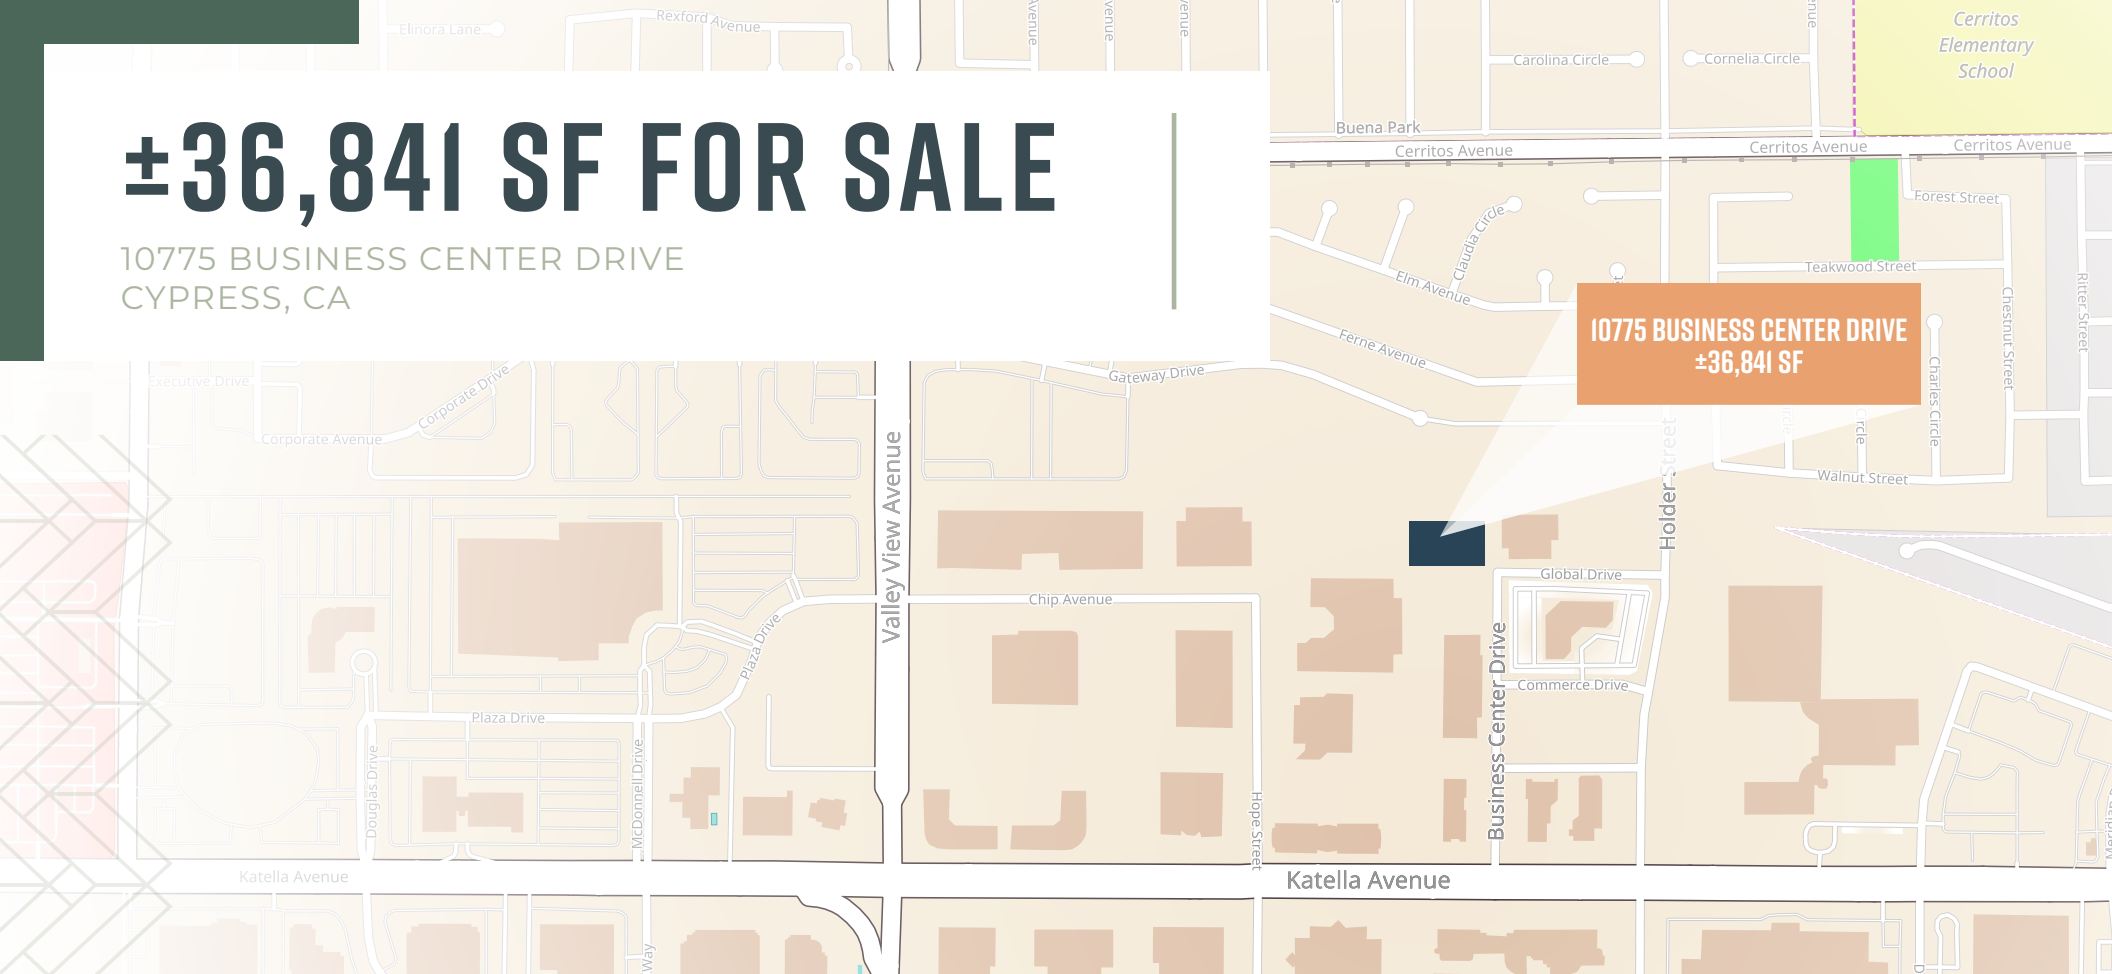 Elinora Lane
Rexford Avenue
Avenue
Avenue
Carolina Circle
Cornelia Circle
Cerritos
Elementary
School
±36,841 SF FOR SALE
10775 BUSINESS CENTER DRIVE
CYPRESS, CA
Buena Park
Cerritos Avenue
Cerritos Avenue
Cerritos Avenue
Forest Street
Claudia Circle
Elm Avenue
Teakwood Street
Ritter Street
Chestnut Street
10775 BUSINESS CENTER DRIVE
±36,841 SF
Ferne Avenue
Gateway Drive
Charles Circle
Circle
Executive Drive
Corporate Drive
Corporate Avenue
Walnut Street
Holder Street
Valley View Avenue
Global Drive
Chip Avenue
Plaza Drive
Business Center Drive
Commerce Drive
Plaza Drive
Douglas Drive
McDonnell Drive
Hope Street
Katella Avenue
Katella Avenue
Way